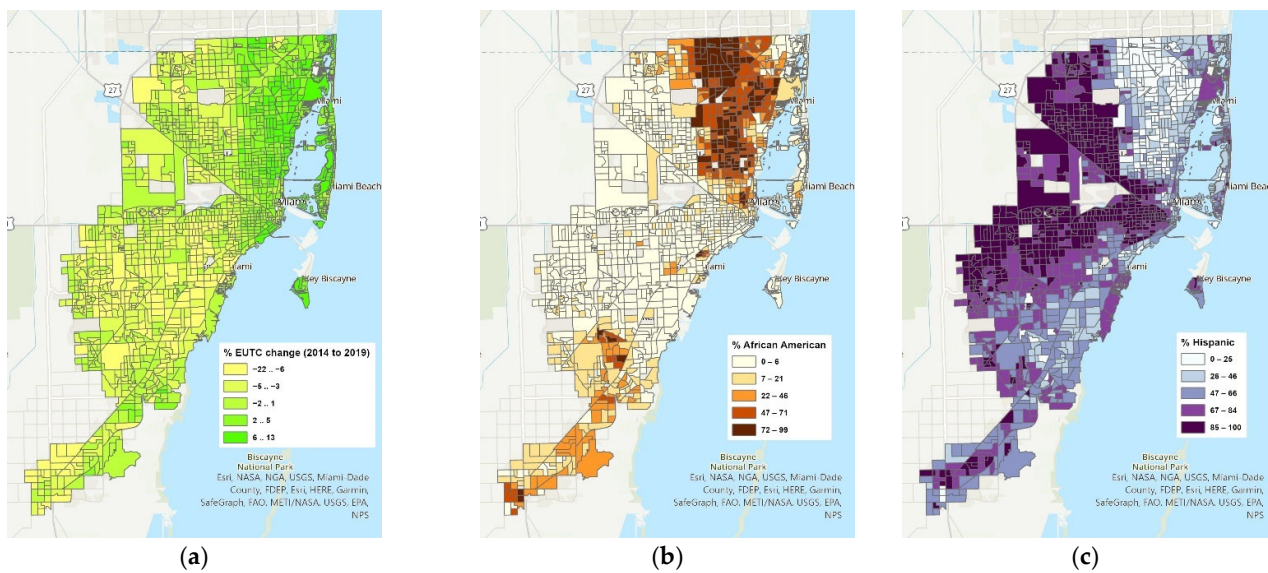 27
Miami
Miami Beach
Miami
Key Biscayne
% EUTC change (2014 to 2019)
−22 .. −6
−5 .. −3
−2 .. 1
2 .. 5
6 .. 13
Biscayne
National Park
Esri, NASA, NGA, USGS, Miami-Dade
County, FDEP, Esri, HERE, Garmin,
SafeGraph, FAO, METI/NASA, USGS, EPA,
NPS
(a)
27
Miami
Miami Beach
Key Biscayne
% African American
0 – 6
7 – 21
22 – 46
47 – 71
72 – 99
Biscayne
National Park
Esri, NASA, NGA, USGS, Miami-Dade
County, FDEP, Esri, HERE, Garmin,
SafeGraph, FAO, METI/NASA, USGS, EPA,
NPS
(b)
27
Miami
Miami Beach
Key Biscayne
% Hispanic
0 – 25
26 – 46
47 – 66
67 – 84
85 – 100
Biscayne
National Park
Esri, NASA, NGA, USGS, Miami-Dade
County, FDEP, Esri, HERE, Garmin,
SafeGraph, FAO, METI/NASA, USGS, EPA,
NPS
(c)